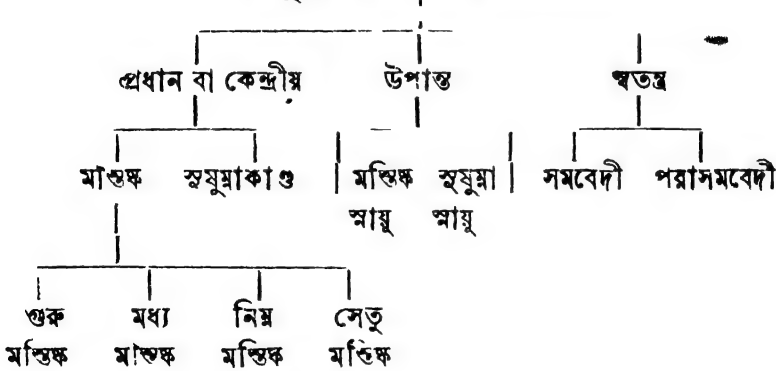 প্রধান বা কেন্দ্রীয় উপান্ত স্বতন্ত্র
মস্তিষ্ক সুষুম্নাকাণ্ড মস্তিষ্ক সুষুম্না সমবেদী পরাসমবেদী
স্নায়ু স্নায়ু
গুরু মধ্য নিম্ন সেতু
মস্তিষ্ক মস্তিষ্ক মস্তিষ্ক মস্তিষ্ক